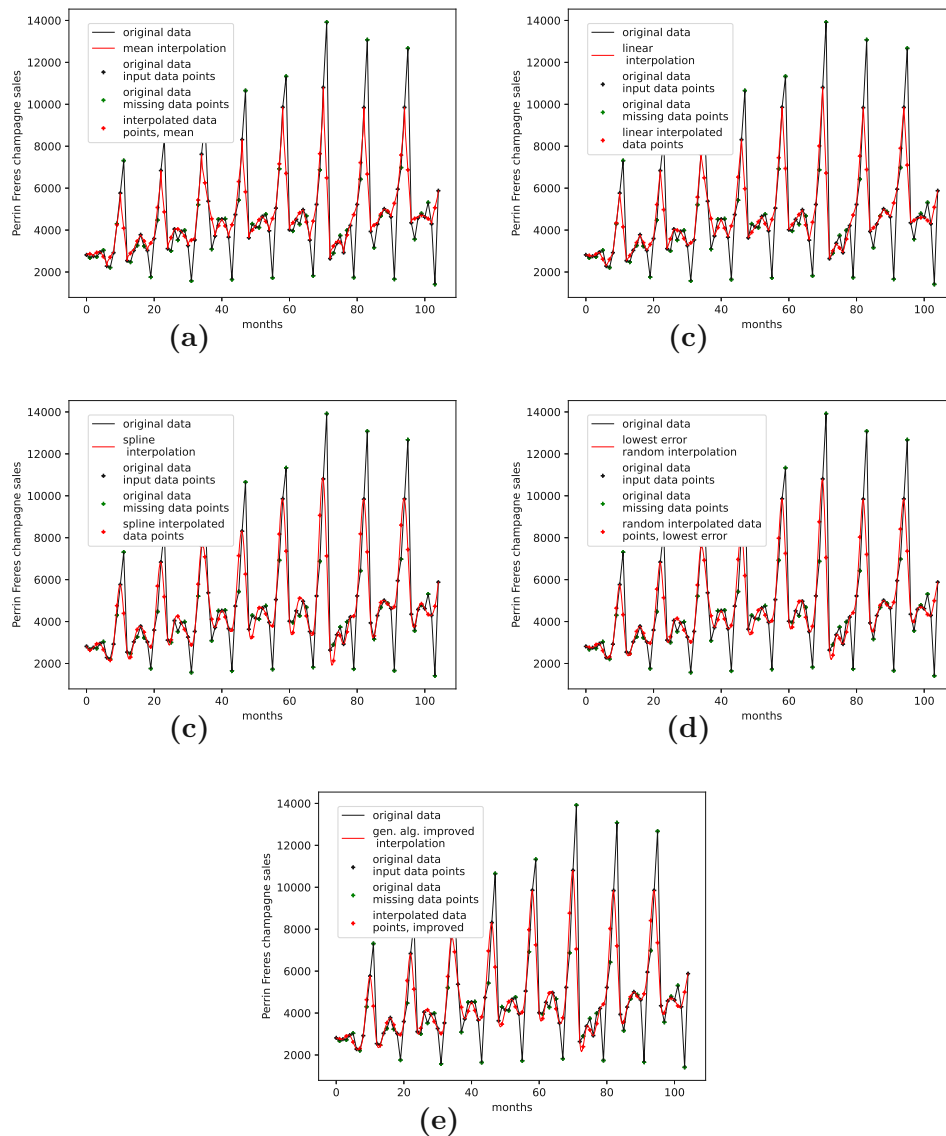 original data
mean interpolation
original data
input data points
original data
missing data points
interpolated data
points, mean
Perrin Freres champagne sales
14000
12000
10000
8000
6000
4000
2000
0 20 40 60 80 100
months
(a)
original data
linear
interpolation
original data
input data points
original data
missing data points
linear interpolated
data points
Perrin Freres champagne sales
14000
12000
10000
8000
6000
4000
2000
0 20 40 60 80 100
months
(c)
original data
spline
interpolation
original data
input data points
original data
missing data points
spline interpolated
data points
Perrin Freres champagne sales
14000
12000
10000
8000
6000
4000
2000
0 20 40 60 80 100
months
(c)
original data
lowest error
random interpolation
original data
input data points
original data
missing data points
random interpolated data
points, lowest error
Perrin Freres champagne sales
14000
12000
10000
8000
6000
4000
2000
0 20 40 60 80 100
months
(d)
original data
gen. alg. improved
interpolation
original data
input data points
original data
missing data points
interpolated data
points, improved
Perrin Freres champagne sales
14000
12000
10000
8000
6000
4000
2000
0 20 40 60 80 100
months
(e)